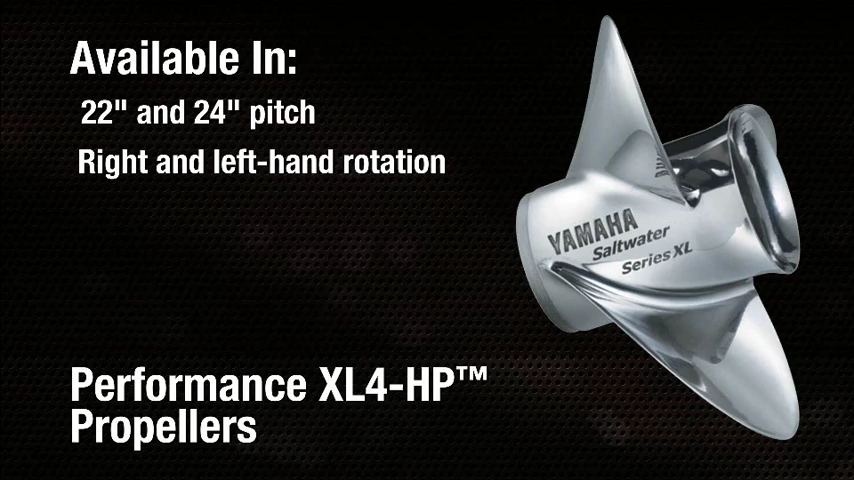 Available In:
22" and 24" pitch
Right and left-hand rotation
YAMAHA
Saltwater
Series XL
Performance XL4-HP™
Propellers